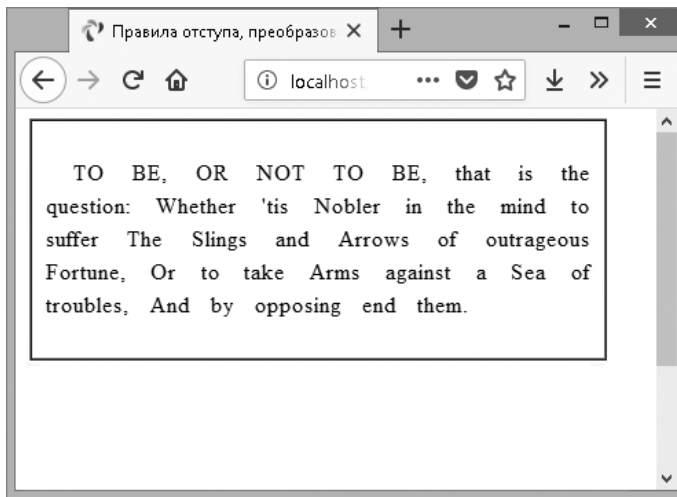 Правила отступа, преобразов
localhost
TO BE, OR NOT TO BE, that is the
question: Whether 'tis Nobler in the mind to
suffer The Slings and Arrows of outrageous
Fortune, Or to take Arms against a Sea of
troubles, And by opposing end them.